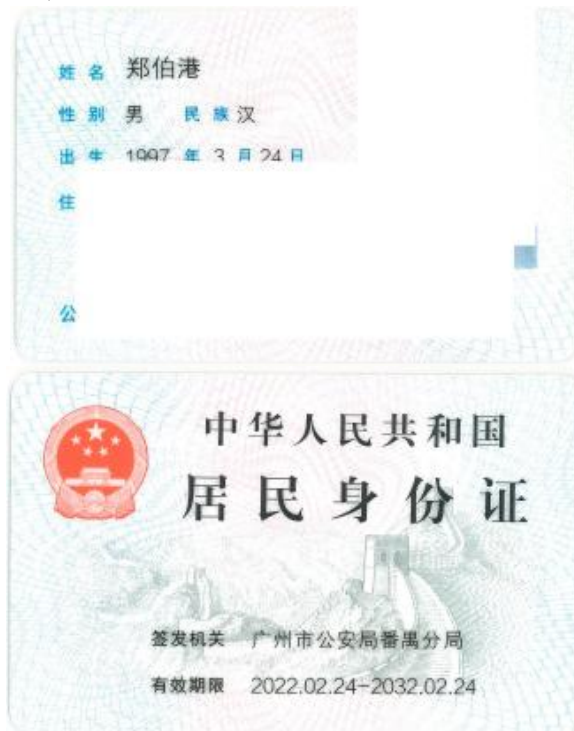 姓名 郑伯港
性别 男 民族 汉
出生 1997 年 3 月 24 日
住
公
中华人民共和国
居民身份证
签发机关 广州市公安局番禺分局
有效期限 2022.02.24-2032.02.24